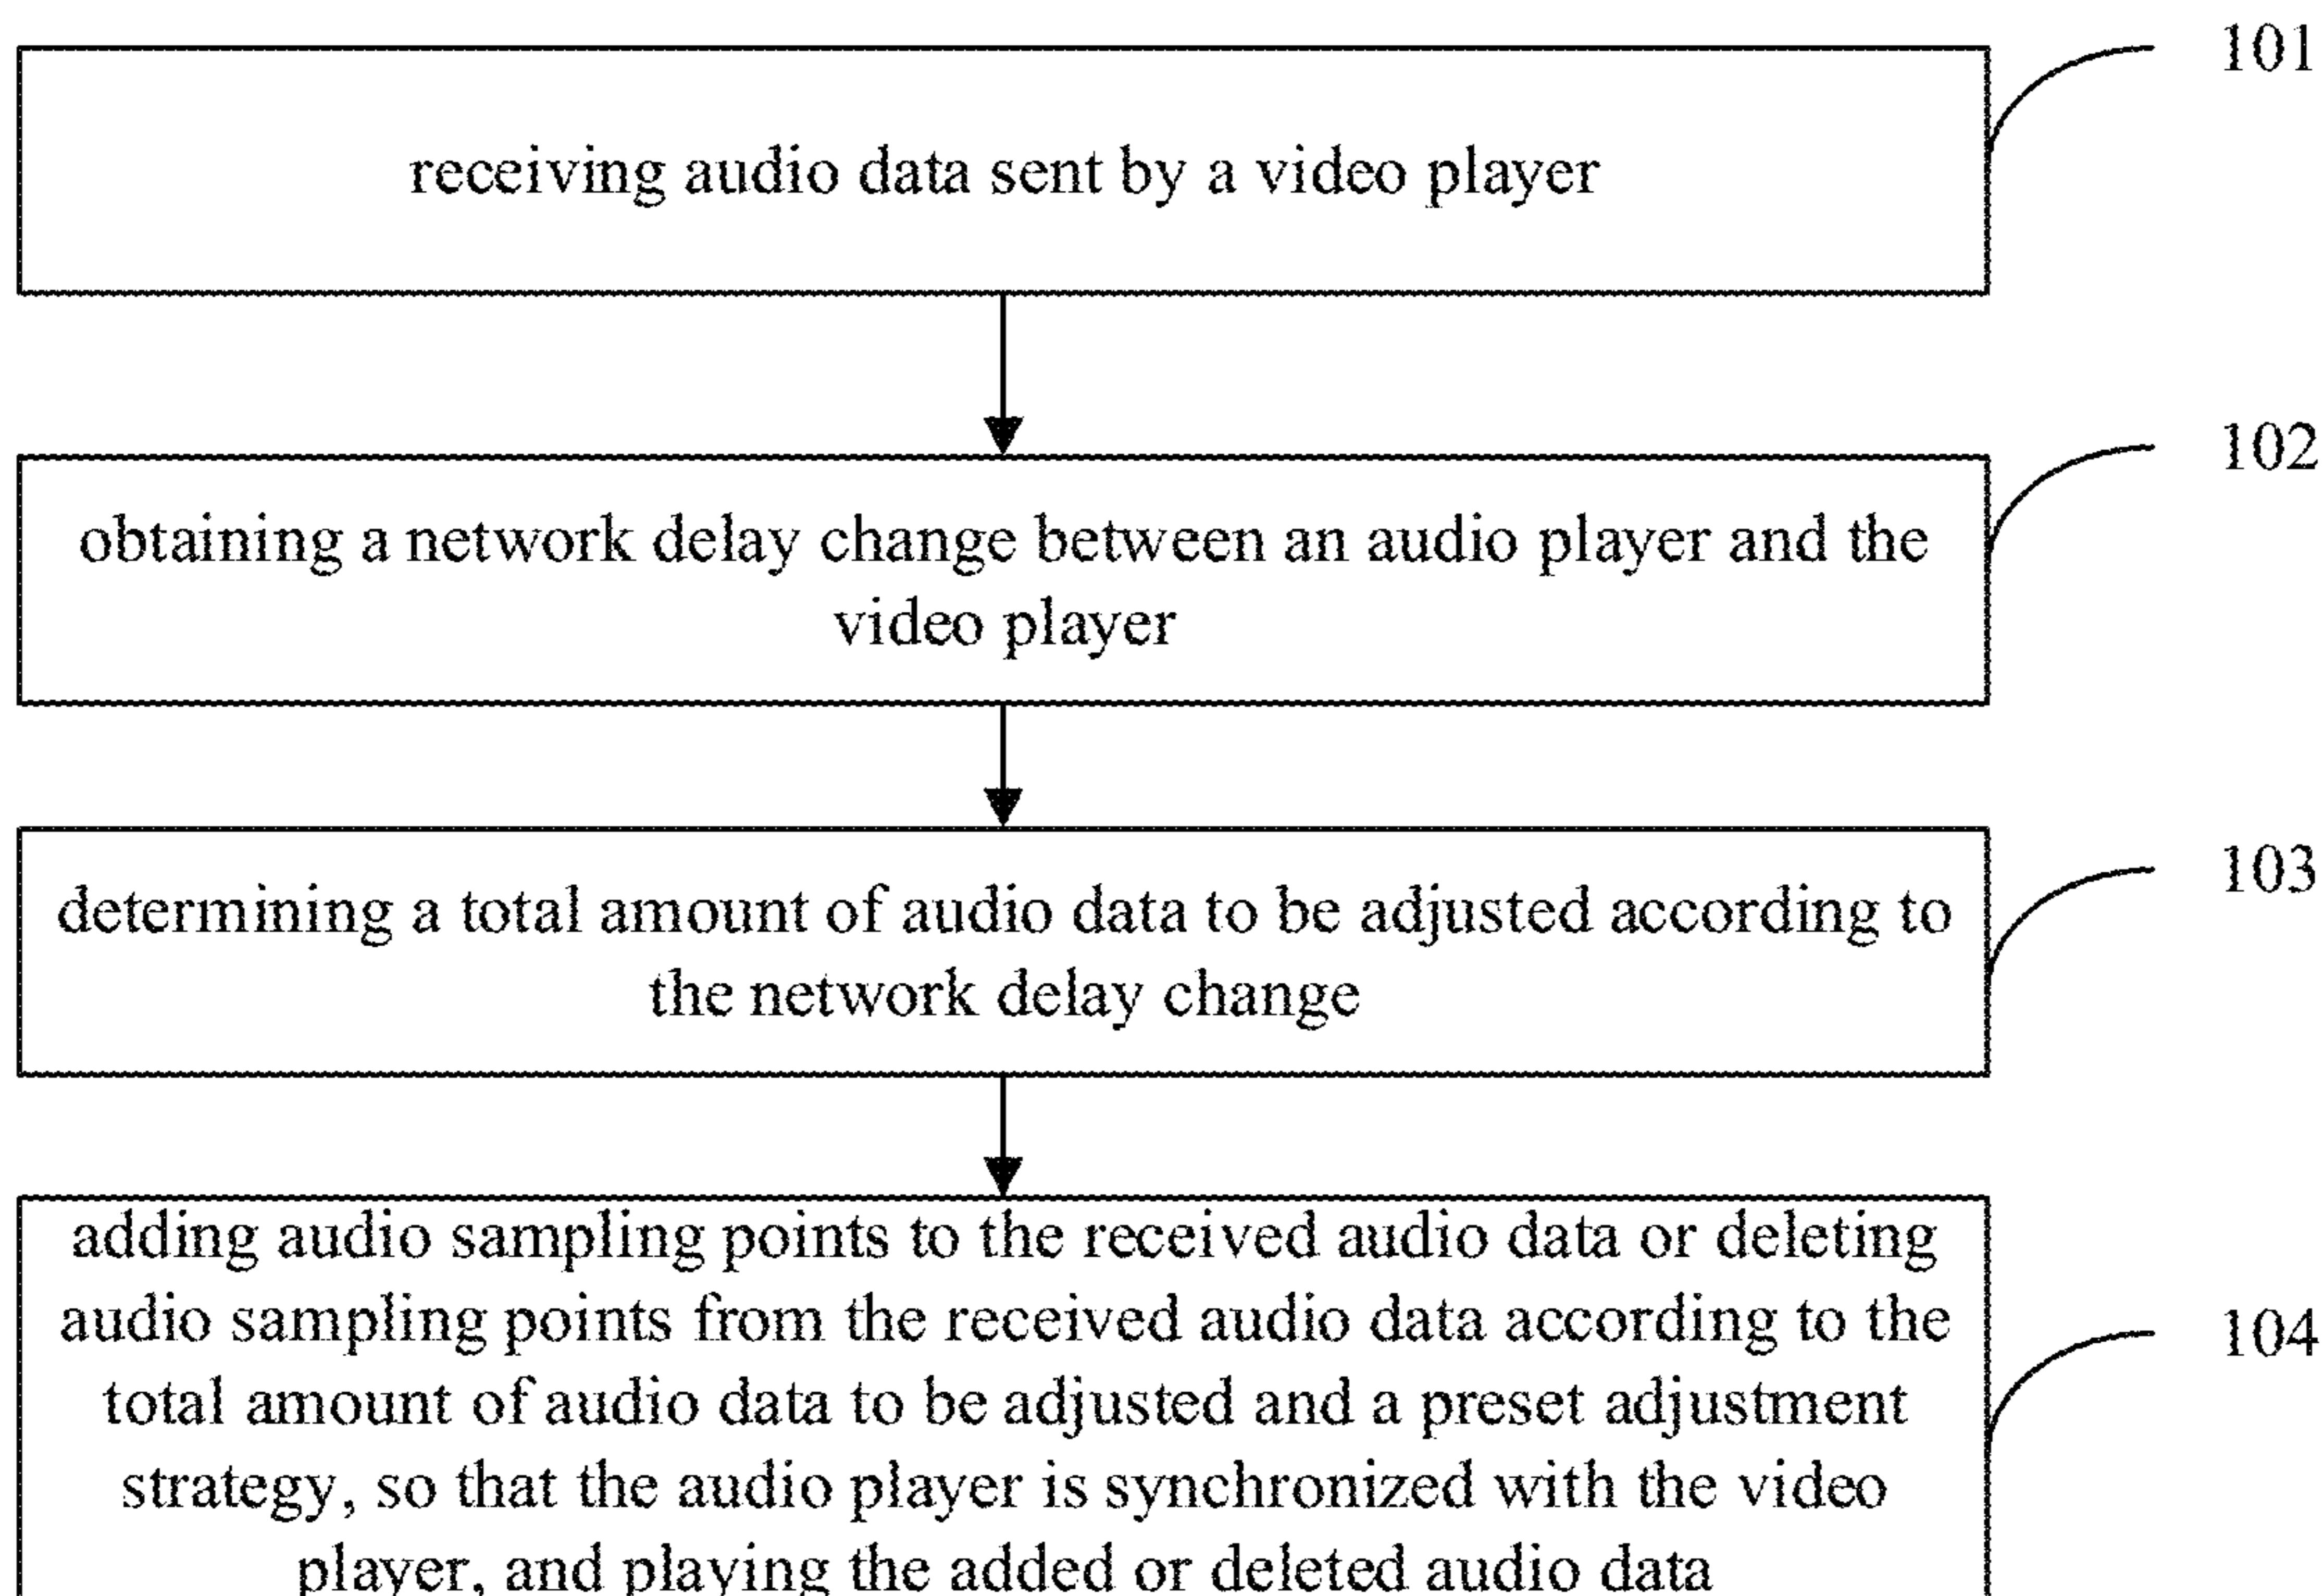 101
receiving audio data sent by a video player
102
obtaining a network delay change between an audio player and the
video player
103
determining a total amount of audio data to be adjusted according to
the network delay change
adding audio sampling points to the received audio data or deleting
audio sampling points from the received audio data according to the
104
total amount of audio data to be adjusted and a preset adjustment
strategy, so that the audio player is synchronized with the video
player, and playing the added or deleted audio data